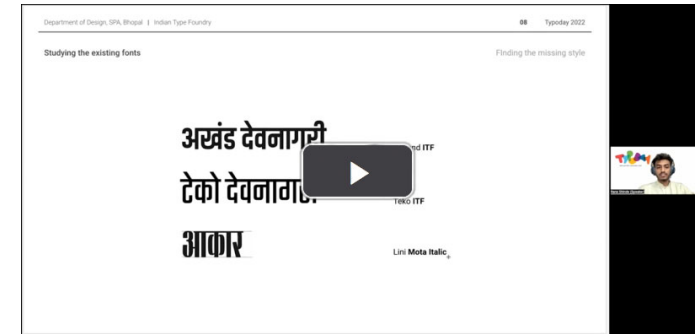 Department of Design, SPA, Bhopal | Indian Type Foundry 08 Typoday 2022
Studying the existing fonts Finding the missing style
अखंड देवनागरी ITF
टेको Teko ITF
आकार Lini Mota Italic